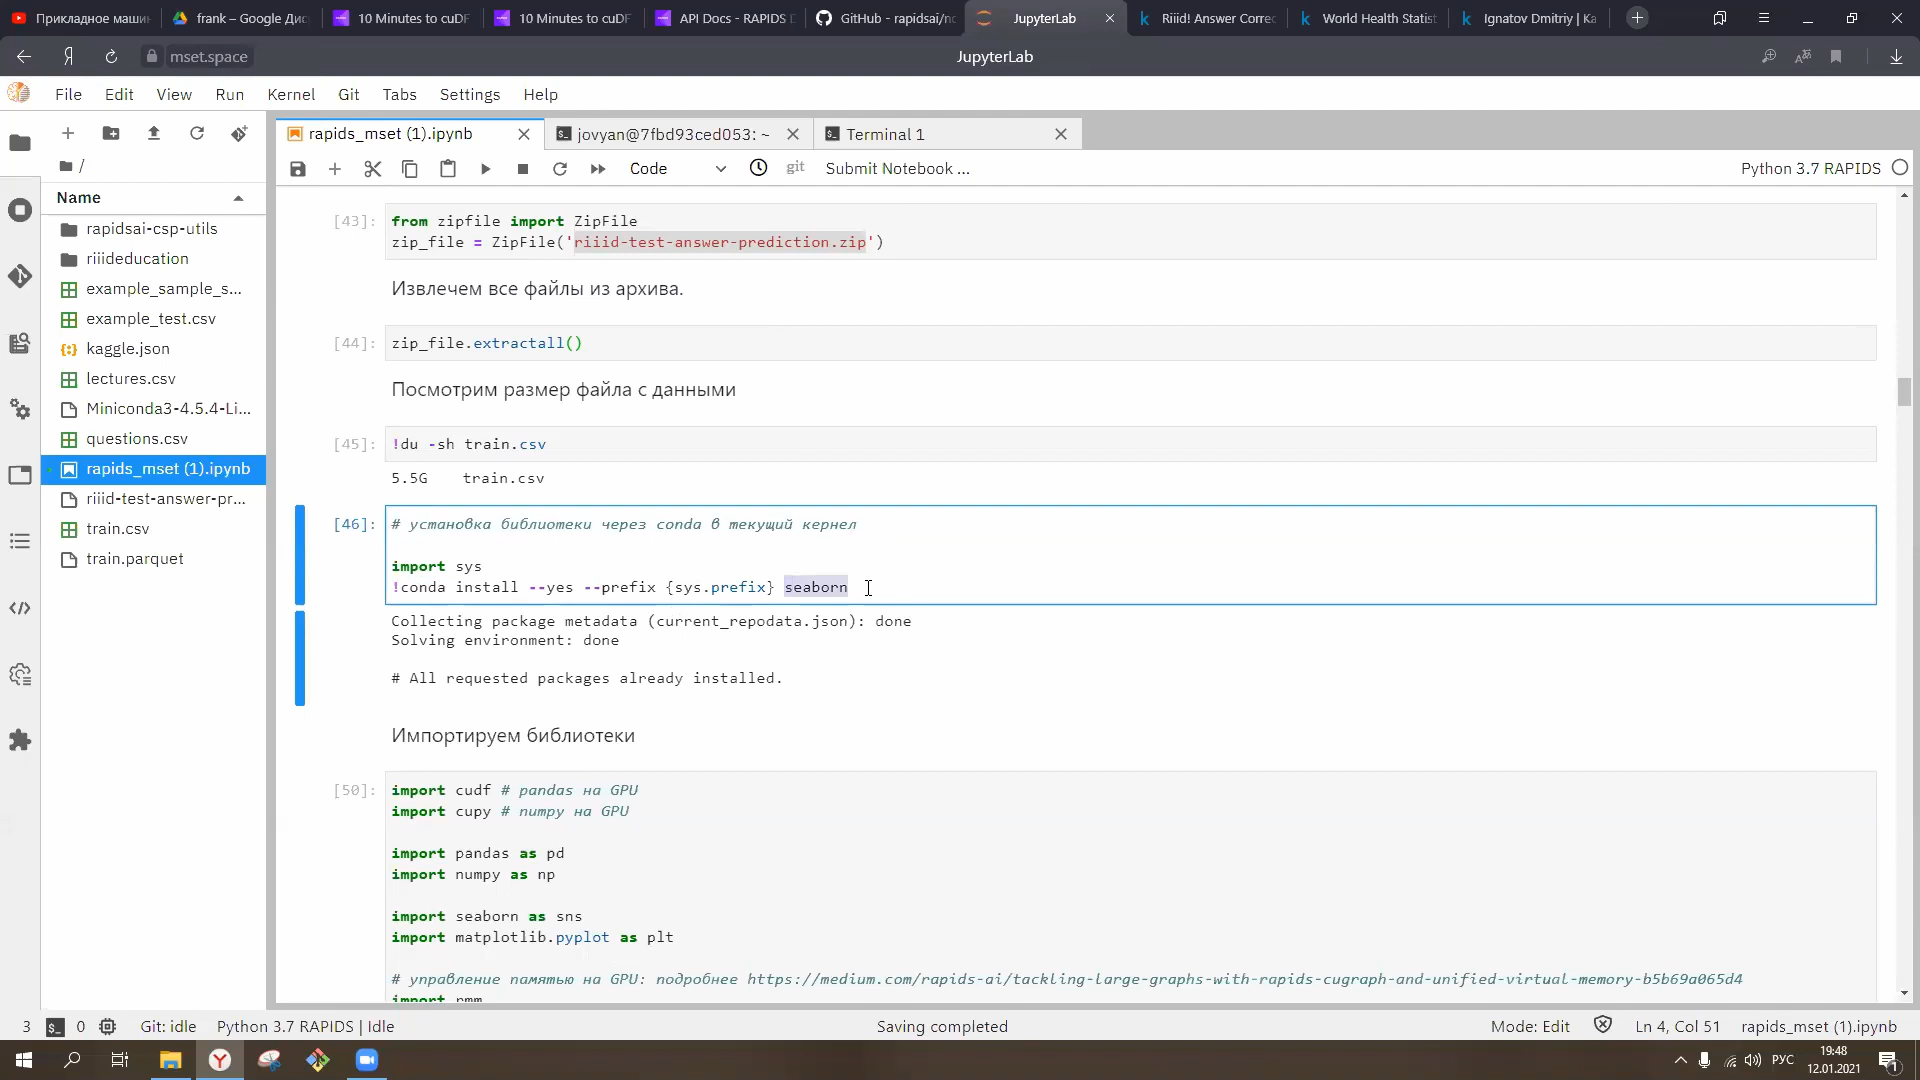 Прикладное машин
frank – Google Дис
10 Minutes to cuDF
10 Minutes to cuDF
API Docs - RAPIDS D
GitHub - rapidsai/no
JupyterLab
Riiid! Answer Correc
World Health Statist
Ignatov Dmitriy | Ka
mset.space
JupyterLab
File Edit View Run Kernel Git Tabs Settings Help
rapids_mset (1).ipynb
jovyan@7fbd93ced053: ~
Terminal 1
/
Code
git
Submit Notebook ...
Python 3.7 RAPIDS
Name
rapidsai-csp-utils
riiideducation
example_sample_s...
example_test.csv
kaggle.json
lectures.csv
Miniconda3-4.5.4-Li...
questions.csv
rapids_mset (1).ipynb
riiid-test-answer-pr...
train.csv
train.parquet
[43]: from zipfile import ZipFile
zip_file = ZipFile('riiid-test-answer-prediction.zip')
Извлечем все файлы из архива.
[44]: zip_file.extractall()
Посмотрим размер файла с данными
[45]: !du -sh train.csv
5.5G train.csv
[46]: # установка библиотеки через conda в текущий кернел
import sys
!conda install --yes --prefix {sys.prefix} seaborn
Collecting package metadata (current_repodata.json): done
Solving environment: done
# All requested packages already installed.
Импортируем библиотеки
[50]: import cudf # pandas на GPU
import cupy # numpy на GPU
import pandas as pd
import numpy as np
import seaborn as sns
import matplotlib.pyplot as plt
# управление памятью на GPU: подробнее https://medium.com/rapids-ai/tackling-large-graphs-with-rapids-cugraph-and-unified-virtual-memory-b5b69a065d4
import rmm
3 0 Git: idle Python 3.7 RAPIDS | Idle
Saving completed
Mode: Edit Ln 4, Col 51 rapids_mset (1).ipynb
РУС
19:48
12.01.2021
1